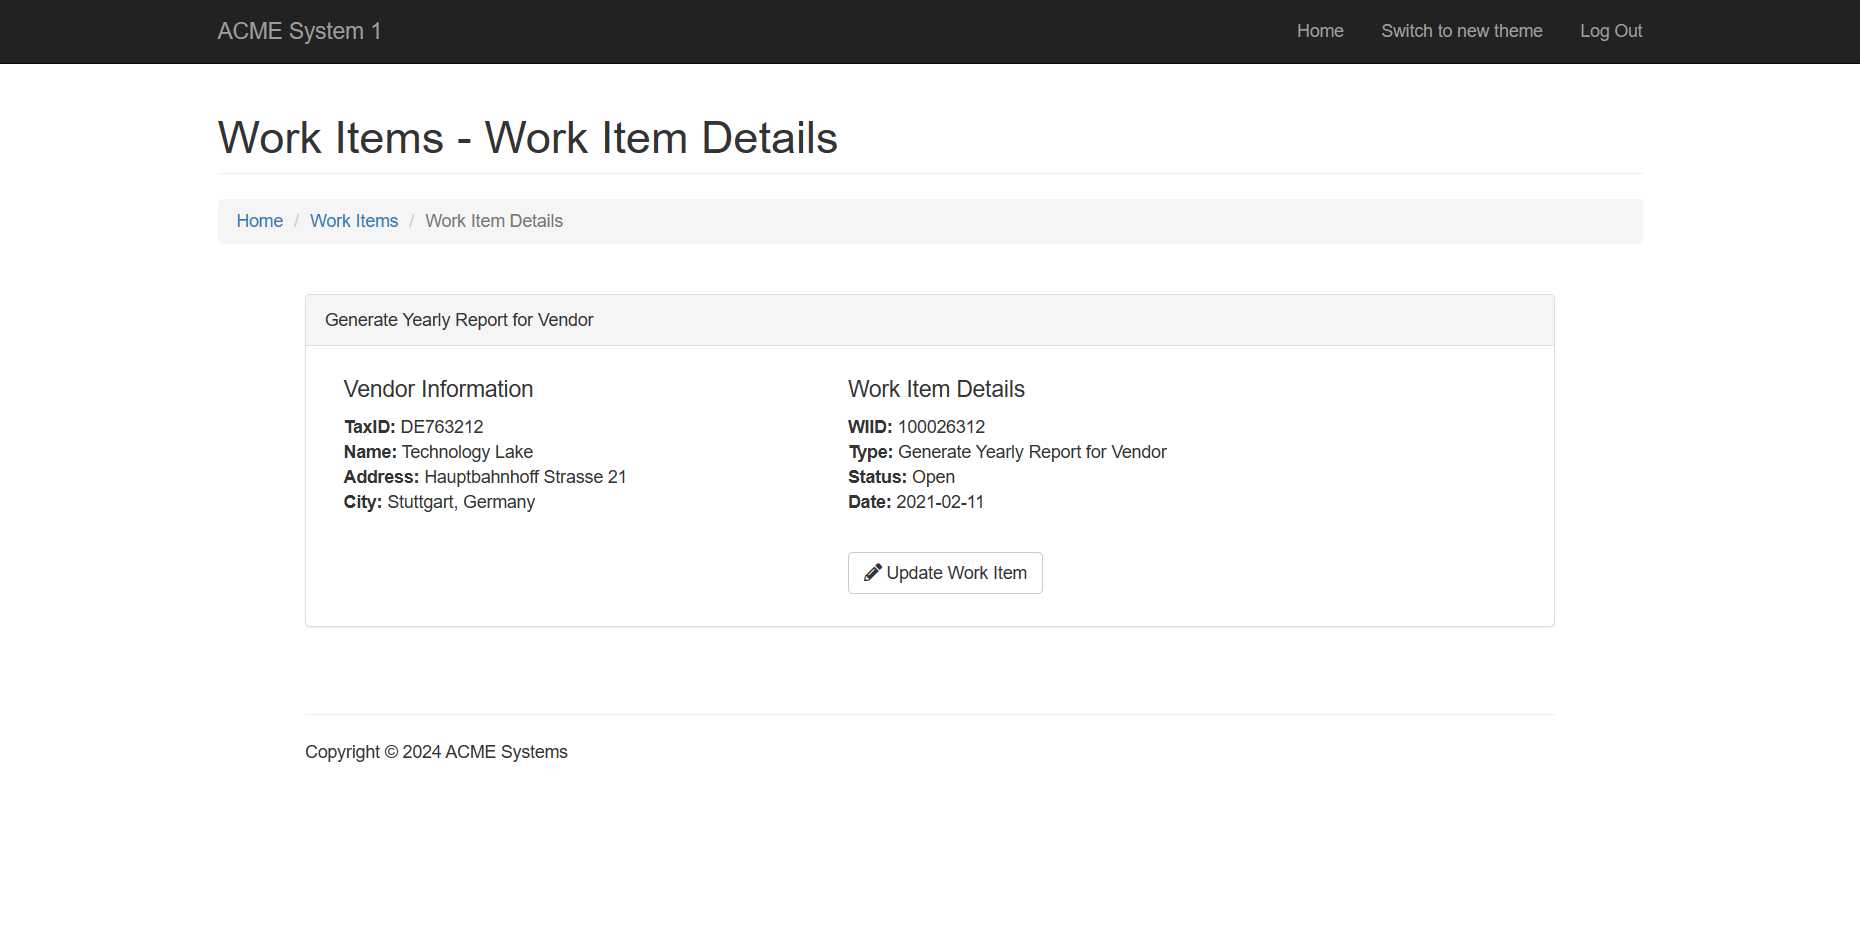 ACME System 1
Home
Switch to new theme
Log Out
Work Items - Work Item Details
Home / Work Items / Work Item Details
Generate Yearly Report for Vendor
Vendor Information
TaxID: DE763212
Name: Technology Lake
Address: Hauptbahnhoff Strasse 21
City: Stuttgart, Germany
Work Item Details
WIID: 100026312
Type: Generate Yearly Report for Vendor
Status: Open
Date: 2021-02-11
Update Work Item
Copyright © 2024 ACME Systems